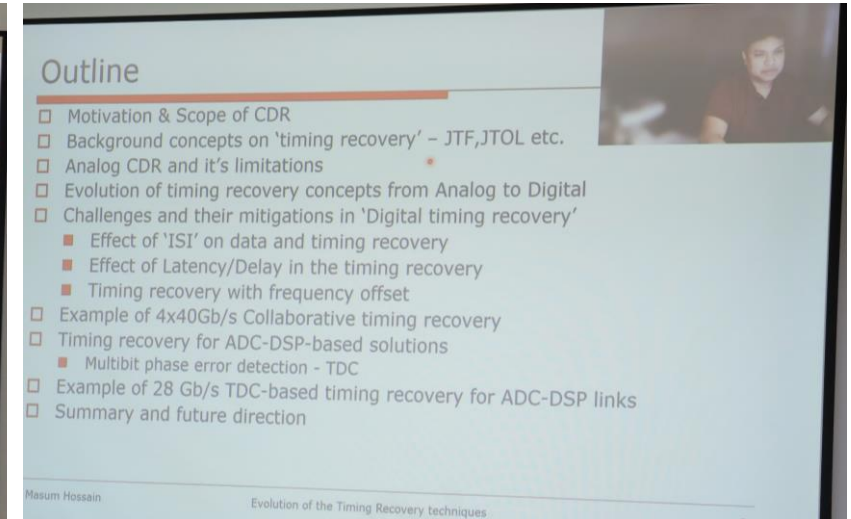 Outline
Motivation & Scope of CDR
Background concepts on ‘timing recovery’ – JTF,JTOL etc.
Analog CDR and it’s limitations
Evolution of timing recovery concepts from Analog to Digital
Challenges and their mitigations in ‘Digital timing recovery’
Effect of ‘ISI’ on data and timing recovery
Effect of Latency/Delay in the timing recovery
Timing recovery with frequency offset
Example of 4x40Gb/s Collaborative timing recovery
Timing recovery for ADC-DSP-based solutions
Multibit phase error detection - TDC
Example of 28 Gb/s TDC-based timing recovery for ADC-DSP links
Summary and future direction
Masum Hossain
Evolution of the Timing Recovery techniques